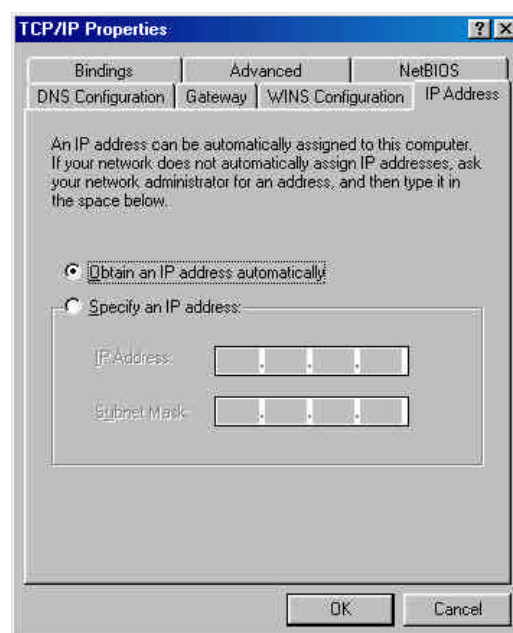 TCP/IP Properties
Bindings
Advanced
NetBIOS
DNS Configuration
Gateway
WINS Configuration
IP Address
An IP address can be automatically assigned to this computer.
If your network does not automatically assign IP addresses, ask
your network administrator for an address, and then type it in
the space below.
Obtain an IP address automatically
Specify an IP address:
IP Address:
Subnet Mask:
OK
Cancel